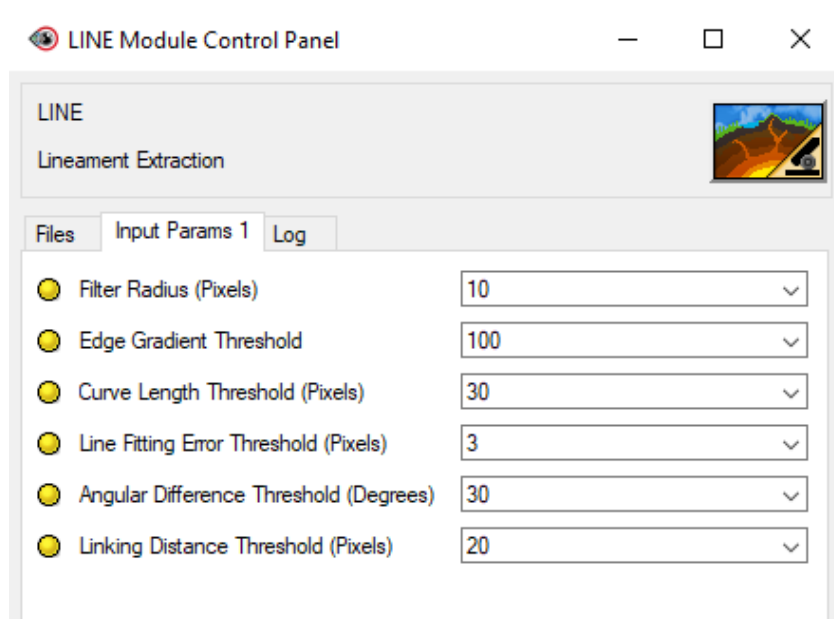 LINE Module Control Panel
LINE
Lineament Extraction
Files Input Params 1 Log
Filter Radius (Pixels) 10
Edge Gradient Threshold 100
Curve Length Threshold (Pixels) 30
Line Fitting Error Threshold (Pixels) 3
Angular Difference Threshold (Degrees) 30
Linking Distance Threshold (Pixels) 20